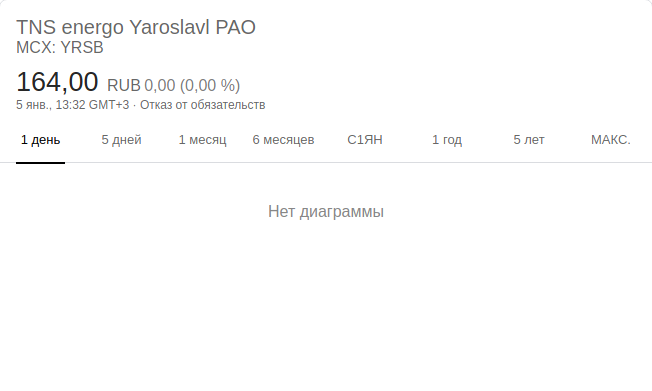 TNS energo Yaroslavl PAO
MCX: YRSB
164,00 RUB 0,00 (0,00 %)
5 янв., 13:32 GMT+3 · Отказ от обязательств
1 день 5 дней 1 месяц 6 месяцев С1ЯН 1 год 5 лет МАКС.
Нет диаграммы